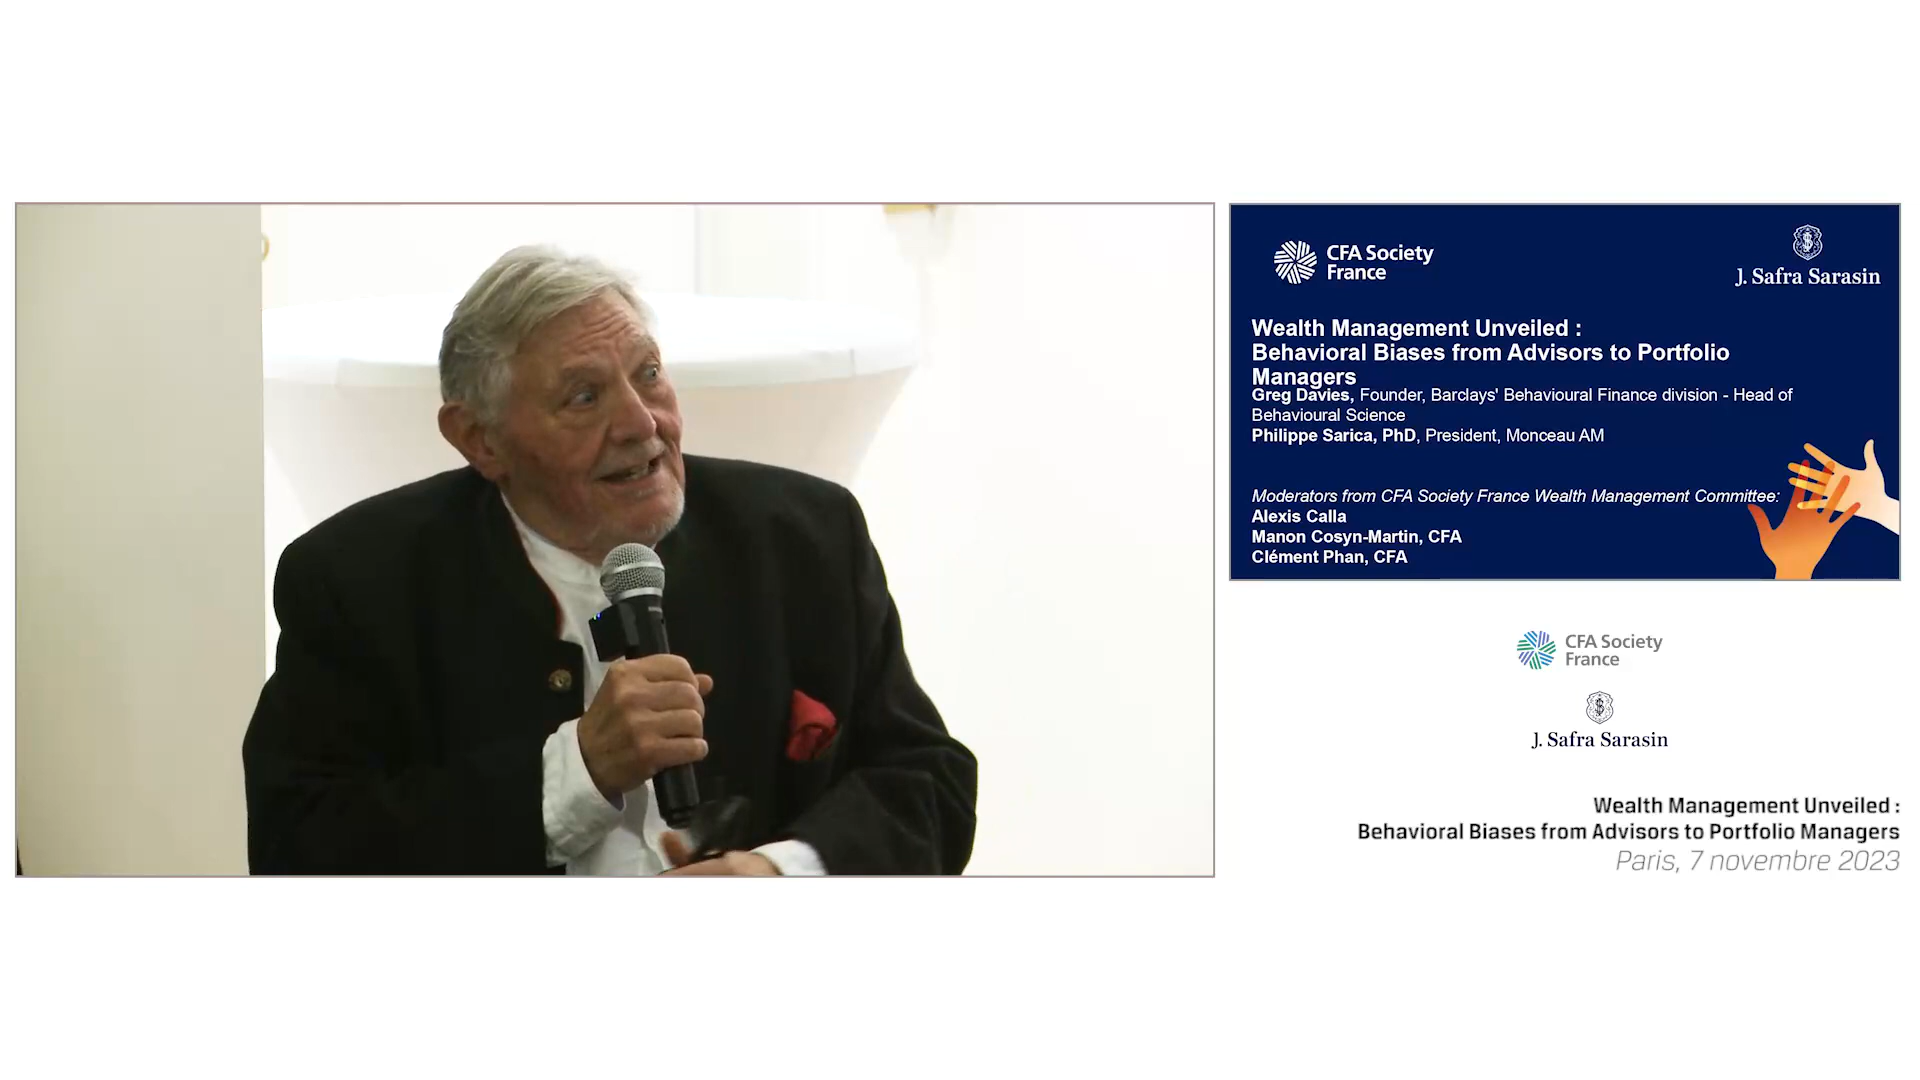 CFA Society
France
J. Safra Sarasin
Wealth Management Unveiled :
Behavioral Biases from Advisors to Portfolio
Managers
Greg Davies, Founder, Barclays' Behavioural Finance division - Head of
Behavioural Science
Philippe Sarica, PhD, President, Monceau AM
Moderators from CFA Society France Wealth Management Committee:
Alexis Calla
Manon Cosyn-Martin, CFA
Clément Phan, CFA
CFA Society
France
J. Safra Sarasin
Wealth Management Unveiled :
Behavioral Biases from Advisors to Portfolio Managers
Paris, 7 novembre 2023